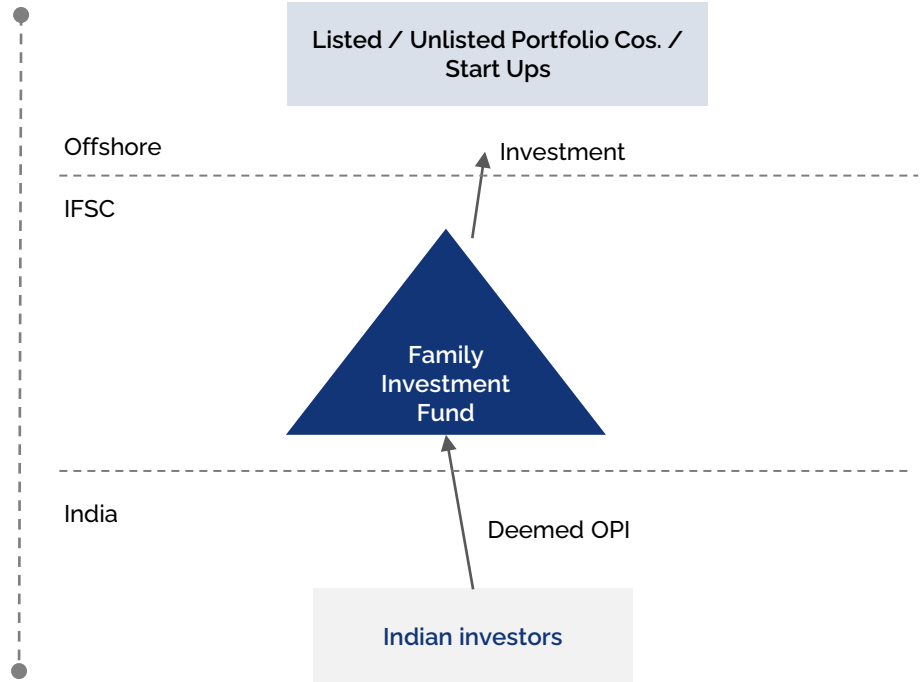 Listed / Unlisted Portfolio Cos. /
Start Ups
Offshore
Investment
IFSC
Family
Investment
Fund
India
Deemed OPI
Indian investors